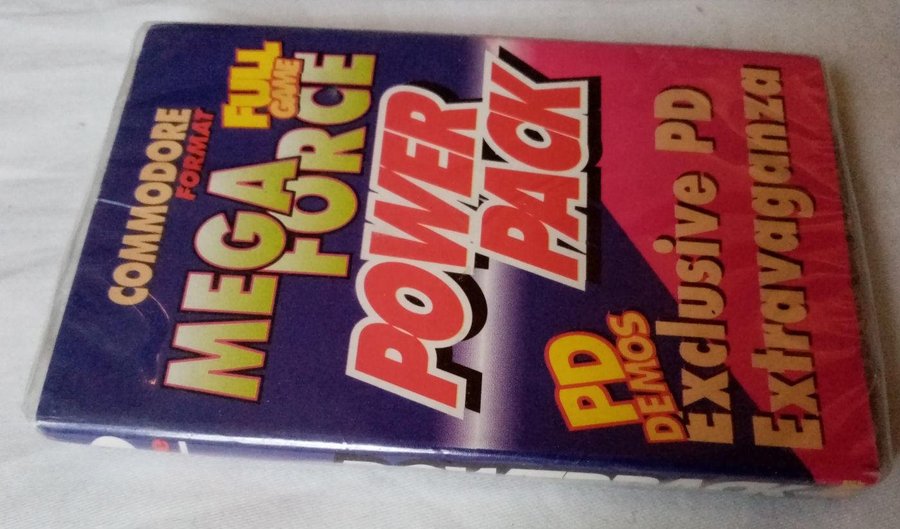 COMMODORE
FORMAT
FULL
GAME
MEGA
FORCE
POWER
PACK
PD
DEMOS
Exclusive PD
Extravaganza